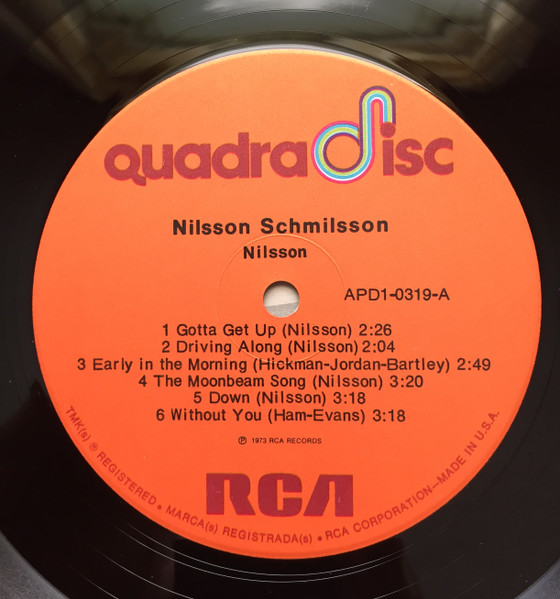 quadradisc
Nilsson Schmilsson
Nilsson
APD1-0319-A
1 Gotta Get Up (Nilsson) 2:26
2 Driving Along (Nilsson) 2:04
3 Early in the Morning (Hickman-Jordan-Bartley) 2:49
4 The Moonbeam Song (Nilsson) 3:20
5 Down (Nilsson) 3:18
6 Without You (Ham-Evans) 3:18
℗ 1973 RCA RECORDS
RCA
TMK(s) ® REGISTERED • MARCA(s) REGISTRADA(s) • RCA CORPORATION—MADE IN U.S.A.